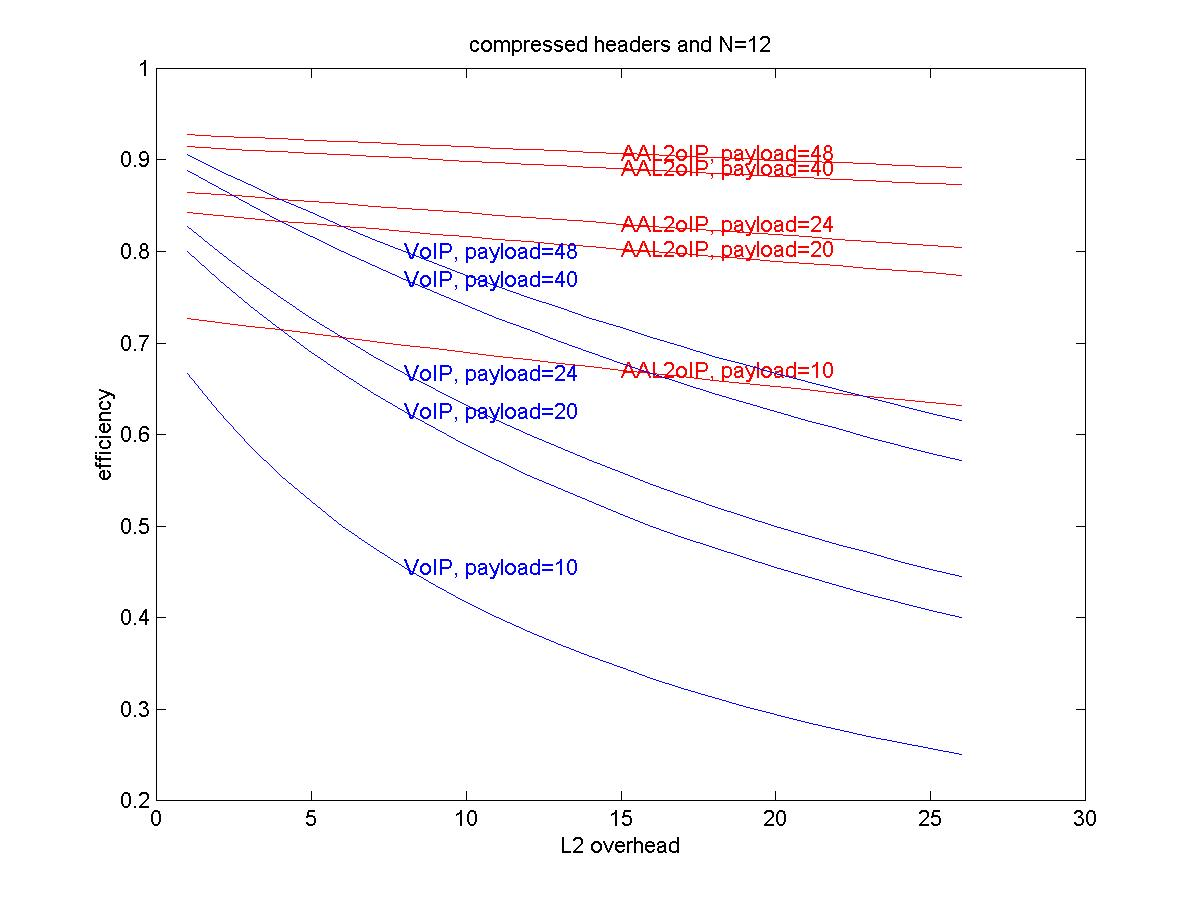 compressed headers and N=12
1
0.9
0.8
0.7
0.6
0.5
0.4
0.3
0.2
efficiency
AAL2oIP, payload=48
AAL2oIP, payload=40
AAL2oIP, payload=24
AAL2oIP, payload=20
VoIP, payload=48
VoIP, payload=40
AAL2oIP, payload=10
VoIP, payload=24
VoIP, payload=20
VoIP, payload=10
0 5 10 15 20 25 30
L2 overhead